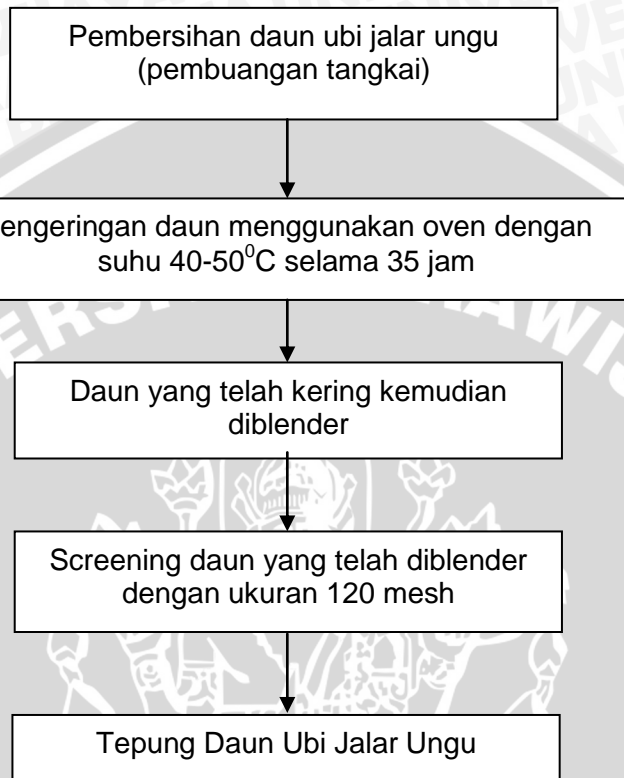 Pembersihan daun ubi jalar ungu
(pembuangan tangkai)
engeringan daun menggunakan oven dengan
suhu 40-50⁰C selama 35 jam
Daun yang telah kering kemudian
diblender
Screening daun yang telah diblender
dengan ukuran 120 mesh
Tepung Daun Ubi Jalar Ungu